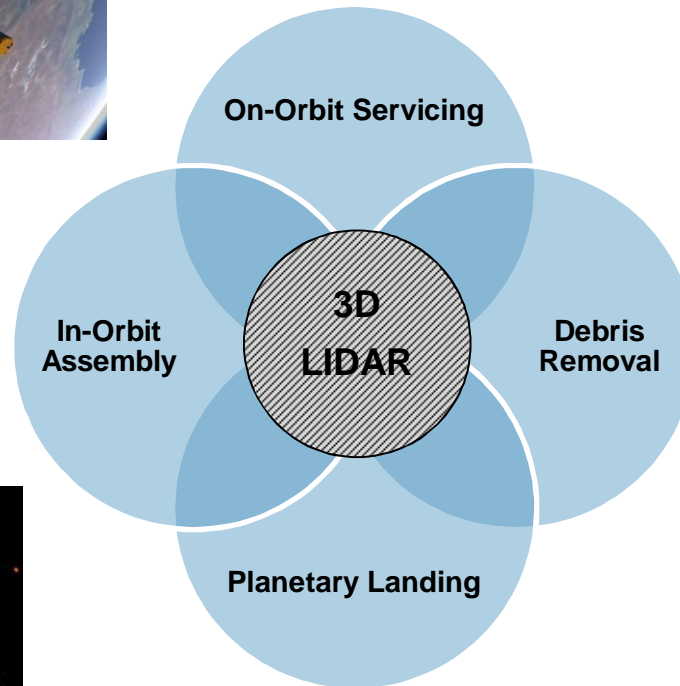 On-Orbit Servicing
3D
LIDAR
In-Orbit
Assembly
Debris
Removal
Planetary Landing